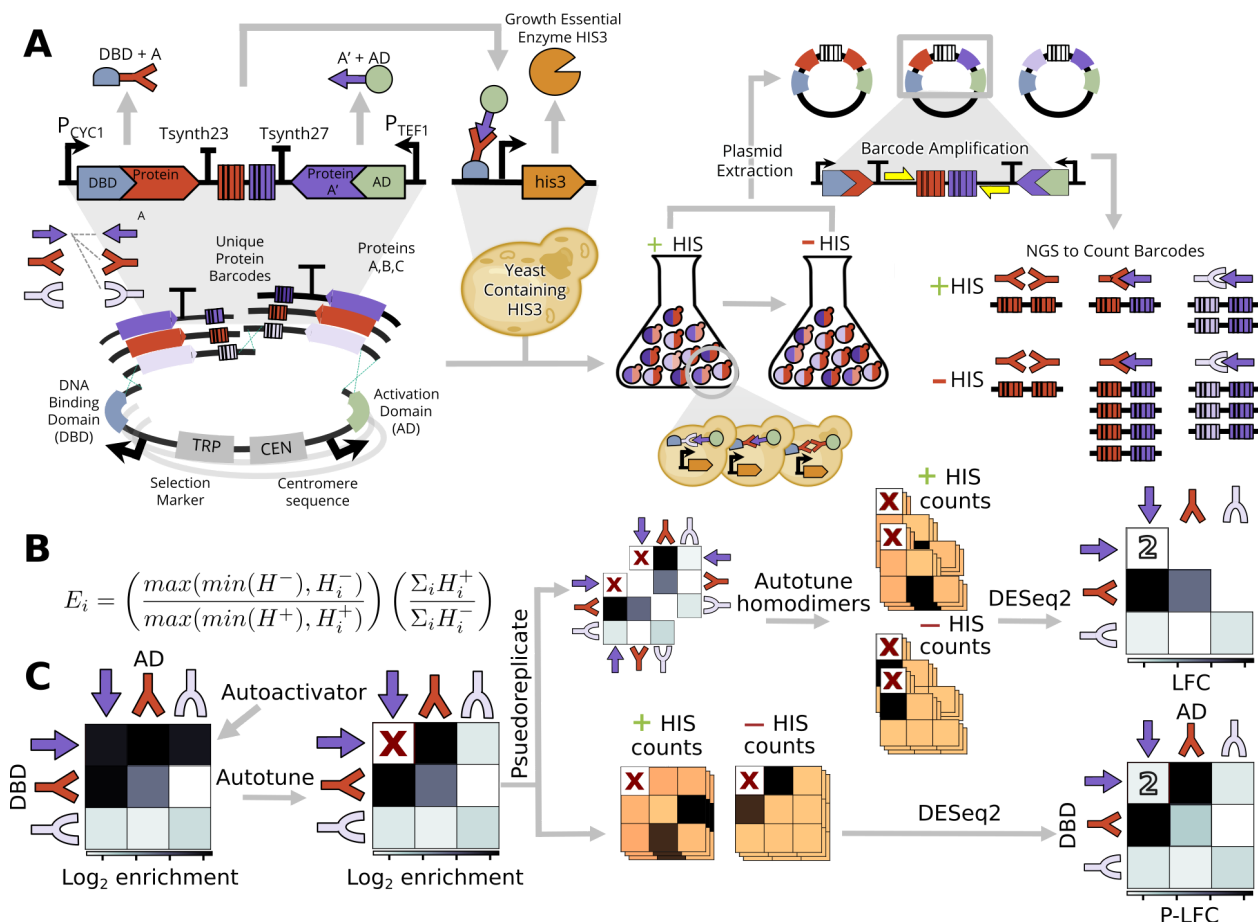 A
DBD + A
A' + AD
Growth Essential
Enzyme HIS3
P_CYC1
Tsynth23
Tsynth27
P_TEF1
DBD
Protein
A
Protein
A'
AD
his3
Unique
Protein
Barcodes
Proteins
A,B,C
Yeast
Containing
HIS3
DNA
Binding
Domain
(DBD)
Activation
Domain
(AD)
TRP
CEN
Selection
Marker
Centromere
sequence
Plasmid
Extraction
Barcode Amplification
+ HIS
− HIS
NGS to Count Barcodes
+HIS
−HIS
B
E_i = (max(min(H^−), H_i^−) / max(min(H^+), H_i^+)) (Σ_i H_i^+ / Σ_i H_i^−)
C
AD
DBD
Autoactivator
Autotune
Log₂ enrichment
X
Log₂ enrichment
Psuedoreplicate
X
X
Autotune
homodimers
+ HIS
counts
X
X
− HIS
counts
X
X
DESeq2
2
LFC
+ HIS
counts
X
− HIS
counts
X
DESeq2
AD
DBD
2
P-LFC